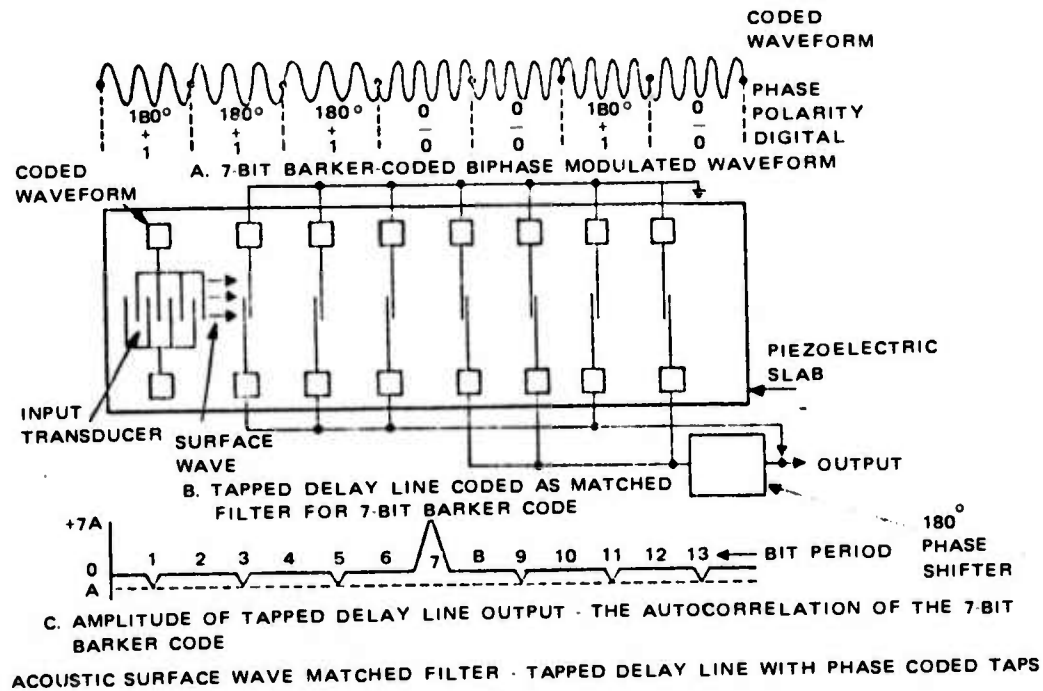 CODED
WAVEFORM
PHASE
POLARITY
DIGITAL
180° 180° 180° 0 0 180° 0
+ + + — — + —
1 1 1 0 0 1 0
A. 7-BIT BARKER-CODED BIPHASE MODULATED WAVEFORM
CODED
WAVEFORM
PIEZOELECTRIC
SLAB
INPUT
TRANSDUCER
SURFACE
WAVE
OUTPUT
B. TAPPED DELAY LINE CODED AS MATCHED
FILTER FOR 7-BIT BARKER CODE
180°
PHASE
SHIFTER
+7A
1 2 3 4 5 6 7 8 9 10 11 12 13 BIT PERIOD
0
A
C. AMPLITUDE OF TAPPED DELAY LINE OUTPUT - THE AUTOCORRELATION OF THE 7-BIT
BARKER CODE
ACOUSTIC SURFACE WAVE MATCHED FILTER - TAPPED DELAY LINE WITH PHASE CODED TAPS